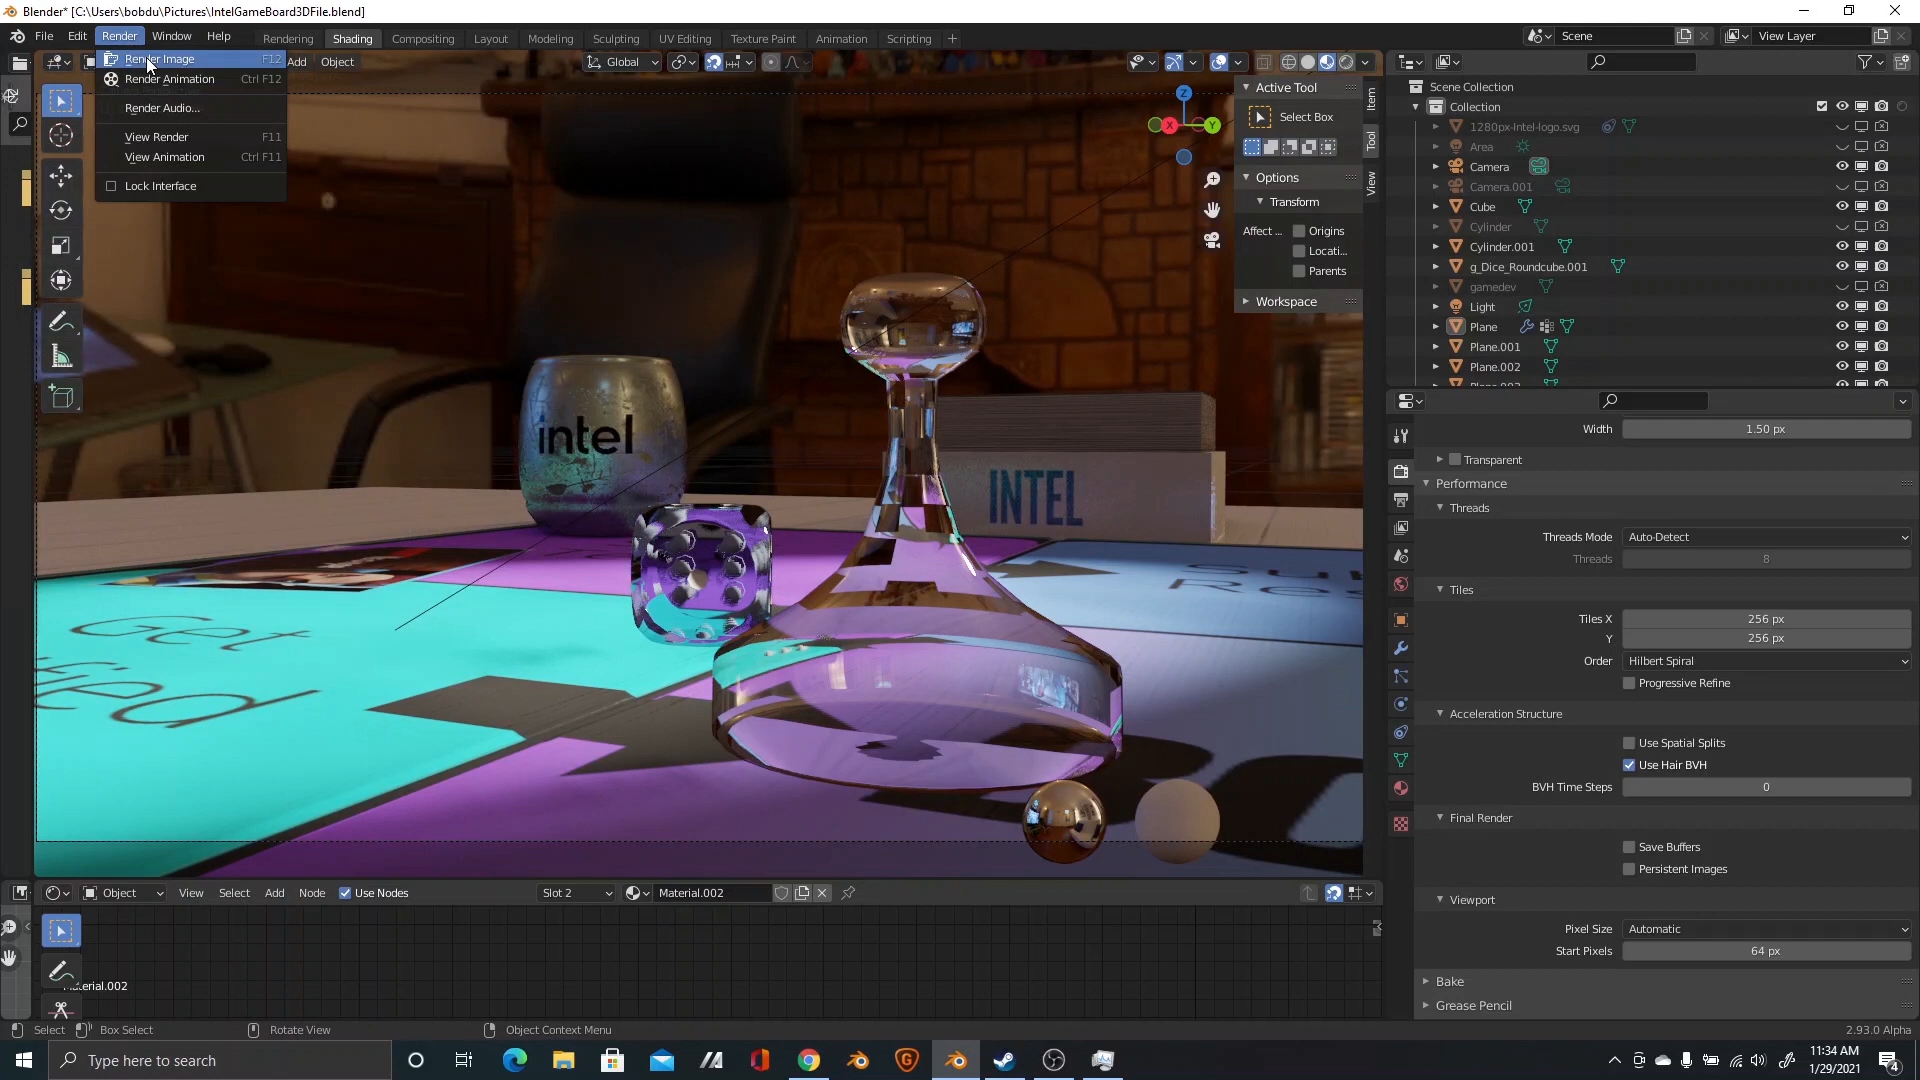 Blender* [C:\Users\bobdu\Pictures\IntelGameBoard3DFile.blend]
File Edit Render Window Help Rendering Shading Compositing Layout Modeling Sculpting UV Editing Texture Paint Animation Scripting Scene View Layer
Render Image F12
Render Animation Ctrl F12
Render Audio...
View Render F11
View Animation Ctrl F11
Lock Interface
Add Object Global
Z
X Y
Active Tool
Select Box
Options
Transform
Affect ... Origins
Locati...
Parents
Workspace
Item
Tool
View
intel
INTEL
Get
Scene Collection
Collection
1280px-Intel-logo.svg
Area
Camera
Camera.001
Cube
Cylinder
Cylinder.001
g_Dice_Roundcube.001
gamedev
Light
Plane
Plane.001
Plane.002
Width 1.50 px
Transparent
Performance
Threads
Threads Mode Auto-Detect
Threads 8
Tiles
Tiles X 256 px
Y 256 px
Order Hilbert Spiral
Progressive Refine
Acceleration Structure
Use Spatial Splits
Use Hair BVH
BVH Time Steps 0
Final Render
Save Buffers
Persistent Images
Viewport
Pixel Size Automatic
Start Pixels 64 px
Bake
Grease Pencil
Object View Select Add Node Use Nodes Slot 2 Material.002
Select Box Select Rotate View Object Context Menu 2.93.0 Alpha
Type here to search
11:34 AM
1/29/2021
4